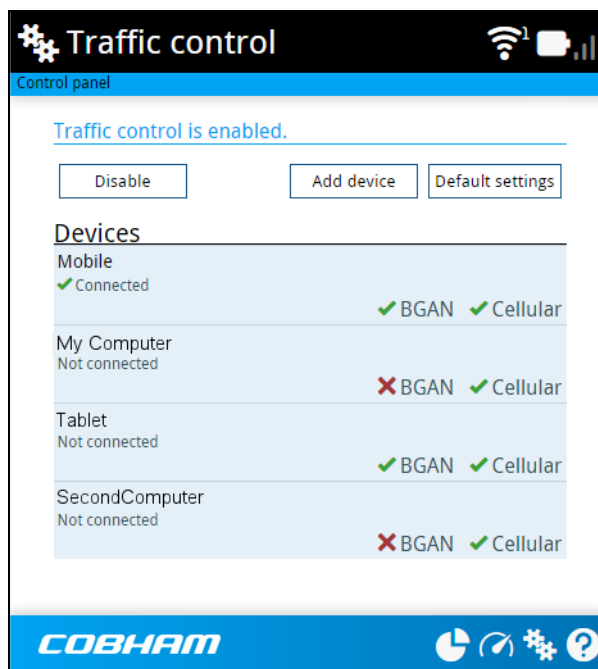 Traffic control
1
Control panel
Traffic control is enabled.
Disable Add device Default settings
Devices
Mobile
Connected
BGAN Cellular
My Computer
Not connected
BGAN Cellular
Tablet
Not connected
BGAN Cellular
SecondComputer
Not connected
BGAN Cellular
COBHAM ?